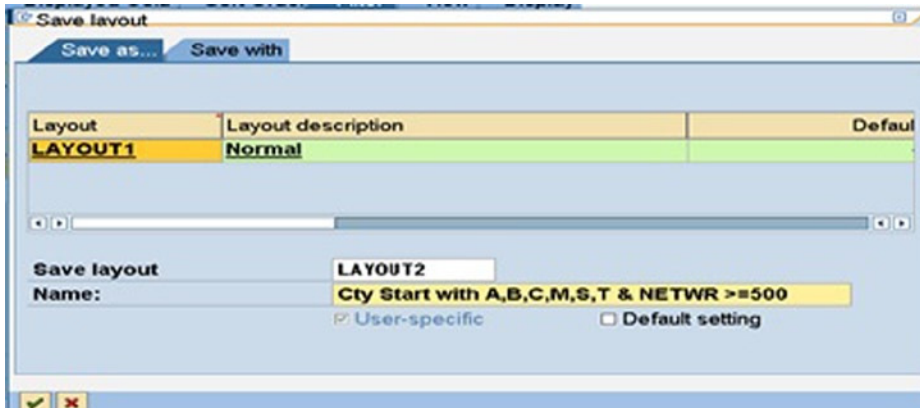 Save layout
Save as... Save with
Layout Layout description Defaul
LAYOUT1 Normal
Save layout LAYOUT2
Name: Cty Start with A,B,C,M,S,T & NETWR >=500
User-specific Default setting